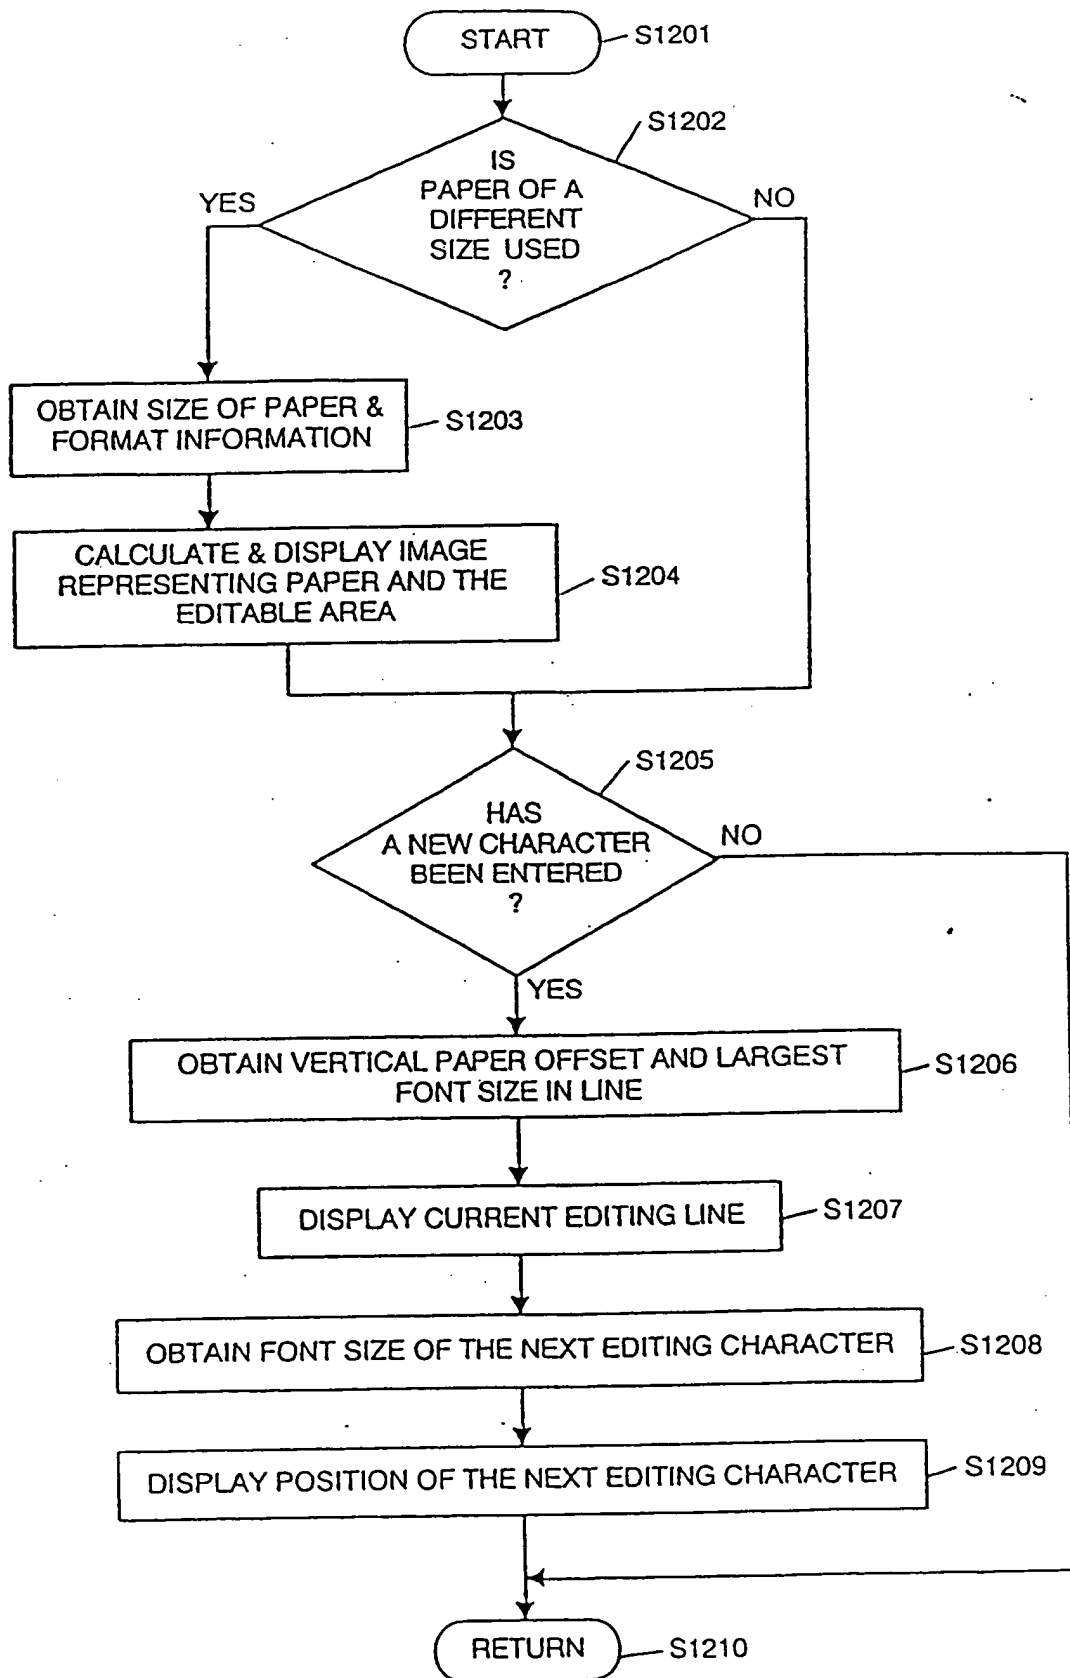 START
S1201
S1202
IS
PAPER OF A
DIFFERENT
SIZE USED
?
YES
NO
OBTAIN SIZE OF PAPER &
FORMAT INFORMATION
S1203
CALCULATE & DISPLAY IMAGE
REPRESENTING PAPER AND THE
EDITABLE AREA
S1204
S1205
HAS
A NEW CHARACTER
BEEN ENTERED
?
NO
YES
OBTAIN VERTICAL PAPER OFFSET AND LARGEST
FONT SIZE IN LINE
S1206
DISPLAY CURRENT EDITING LINE
S1207
OBTAIN FONT SIZE OF THE NEXT EDITING CHARACTER
S1208
DISPLAY POSITION OF THE NEXT EDITING CHARACTER
S1209
RETURN
S1210